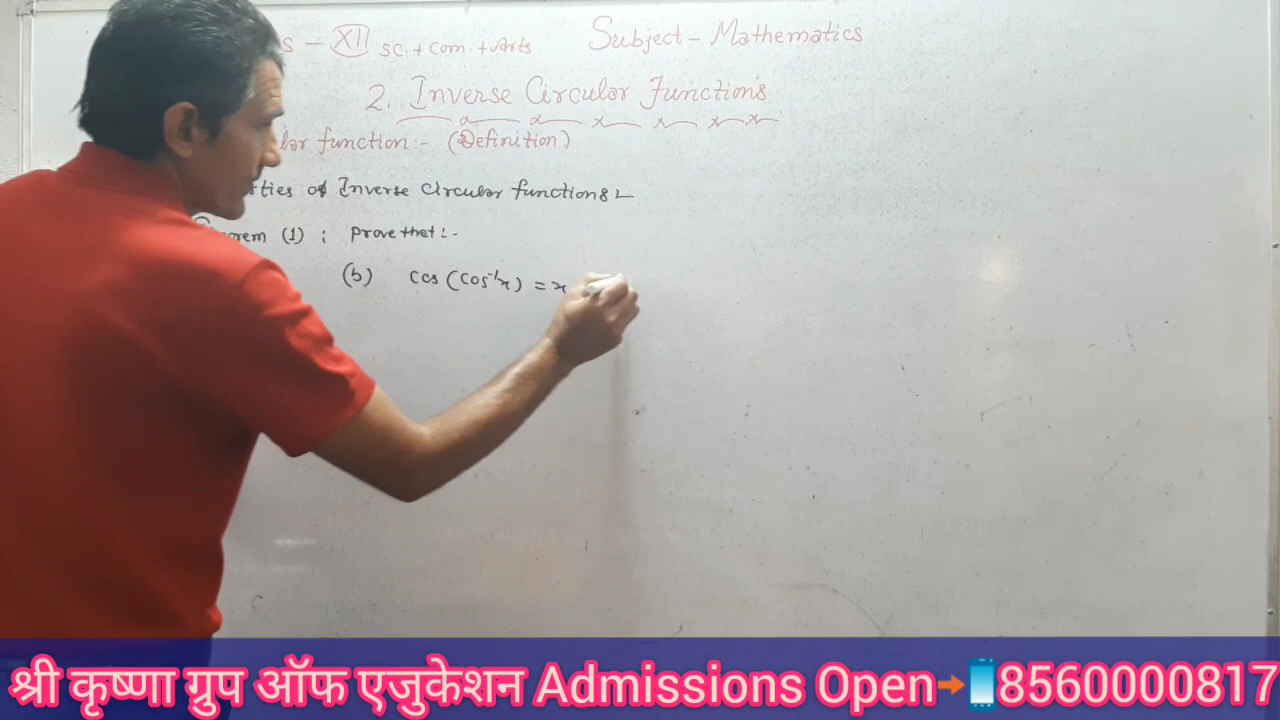 s - XII sc. + Com. + Arts Subject - Mathematics
2. Inverse Circular Functions
lar function :- (Definition)
ties of Inverse circular functions :-
orem (1) : Prove that :-
(b) cos (cos⁻¹x) = x
श्री कृष्णा ग्रुप ऑफ एजुकेशन Admissions Open 8560000817